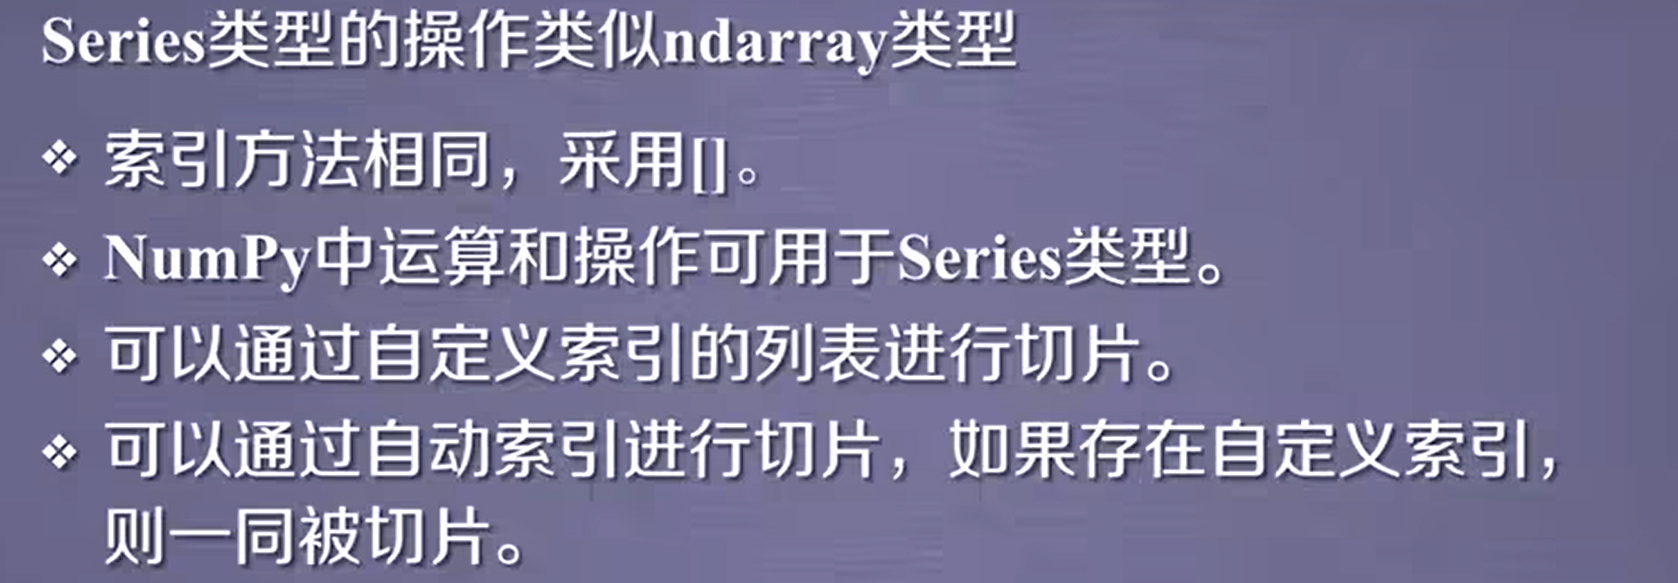 Series类型的操作类似ndarray类型
❖ 索引方法相同，采用[]。
❖ NumPy中运算和操作可用于Series类型。
❖ 可以通过自定义索引的列表进行切片。
❖ 可以通过自动索引进行切片，如果存在自定义索引，
则一同被切片。